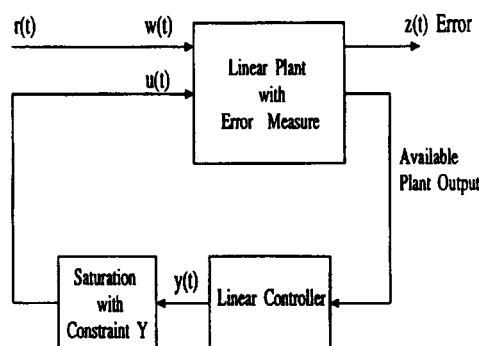 r(t)
w(t)
z(t) Error
u(t)
Linear Plant
with
Error Measure
Available
Plant Output
Saturation
with
Constraint Y
y(t)
Linear Controller